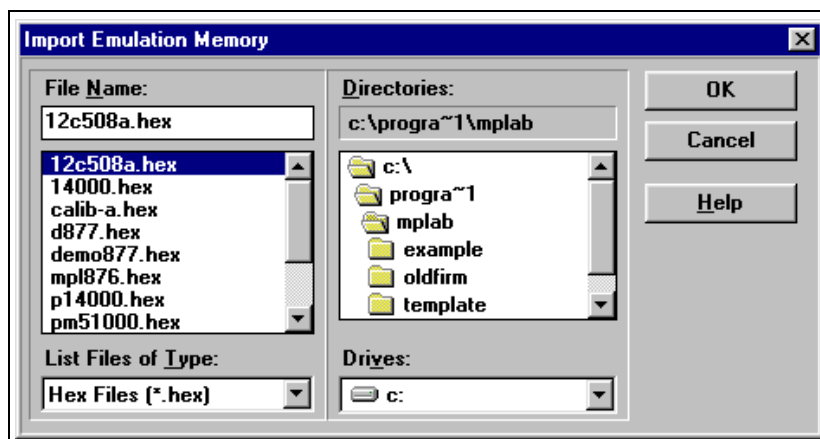 Import Emulation Memory
File Name:
12c508a.hex
12c508a.hex
14000.hex
calib-a.hex
d877.hex
demo877.hex
mpl876.hex
p14000.hex
pm51000.hex
List Files of Type:
Hex Files (*.hex)
Directories:
c:\progra~1\mplab
c:\
progra~1
mplab
example
oldfirm
template
Drives:
c:
OK
Cancel
Help